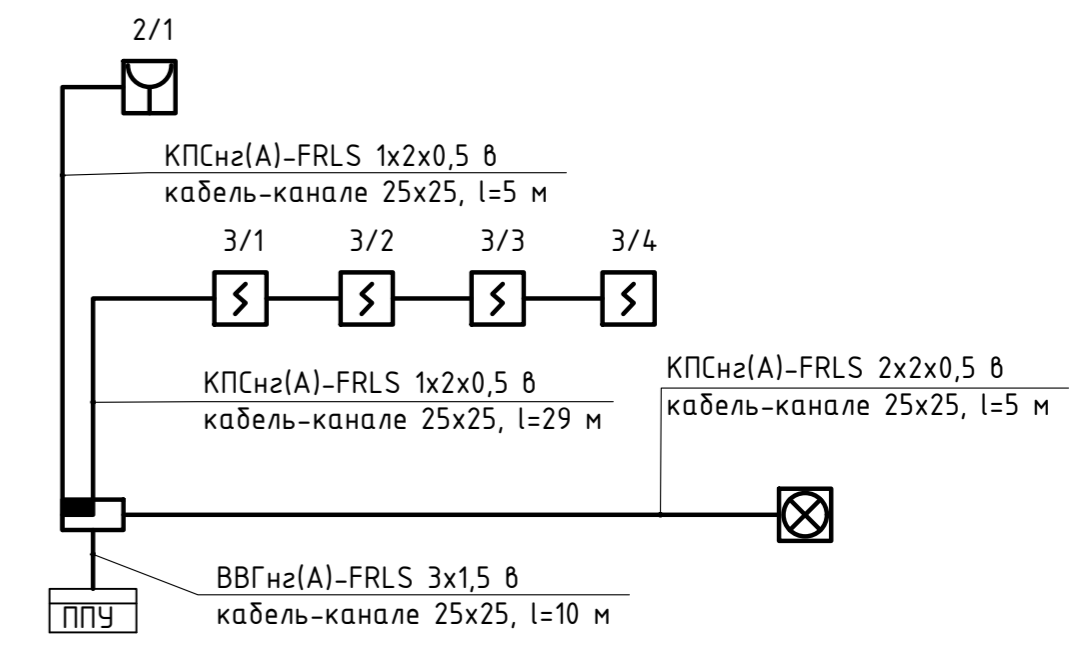 2/1
КПСнг(А)-FRLS 1х2х0,5 в
кабель-канале 25х25, l=5 м
3/1 3/2 3/3 3/4
КПСнг(А)-FRLS 1х2х0,5 в
кабель-канале 25х25, l=29 м
КПСнг(А)-FRLS 2х2х0,5 в
кабель-канале 25х25, l=5 м
ВВГнг(А)-FRLS 3х1,5 в
кабель-канале 25х25, l=10 м
ППУ